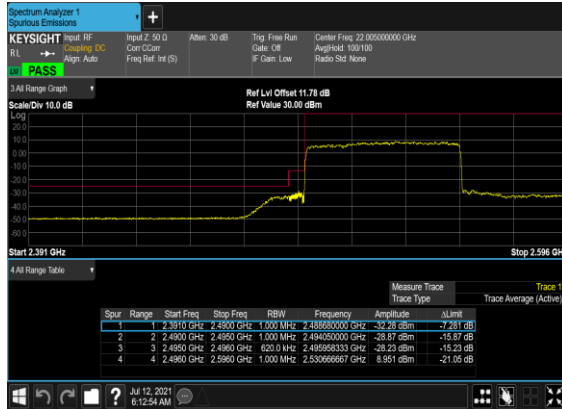 Spectrum Analyzer 1
Spurious Emissions
+
KEYSIGHT Input: RF Input Z: 50 Ω Atten: 30 dB Trig: Free Run Center Freq: 22.005000000 GHz
RL Coupling: DC Corr CCorr Gate: Off Avg|Hold: 100/100
Align: Auto Freq Ref: Int (S) IF Gain: Low Radio Std: None
PASS
3 All Range Graph
Ref Lvl Offset 11.78 dB
Scale/Div 10.0 dB Ref Value 30.00 dBm
Log
20.0
10.0
0.00
-10.0
-20.0
-30.0
-40.0
-50.0
-60.0
Start 2.391 GHz Stop 2.596 GH
4 All Range Table
Measure Trace Trace 1
Trace Type Trace Average (Active)
Spur Range Start Freq Stop Freq RBW Frequency Amplitude ΔLimit
1 1 2.3910 GHz 2.4900 GHz 1.000 MHz 2.488680000 GHz -32.28 dBm -7.281 dB
2 2 2.4900 GHz 2.4950 GHz 1.000 MHz 2.494050000 GHz -28.87 dBm -15.87 dB
3 3 2.4950 GHz 2.4960 GHz 620.0 kHz 2.495958333 GHz -28.23 dBm -15.23 dB
4 4 2.4960 GHz 2.5960 GHz 1.000 MHz 2.530666667 GHz 8.951 dBm -21.05 dB
? Jul 12, 2021
6:12:54 AM